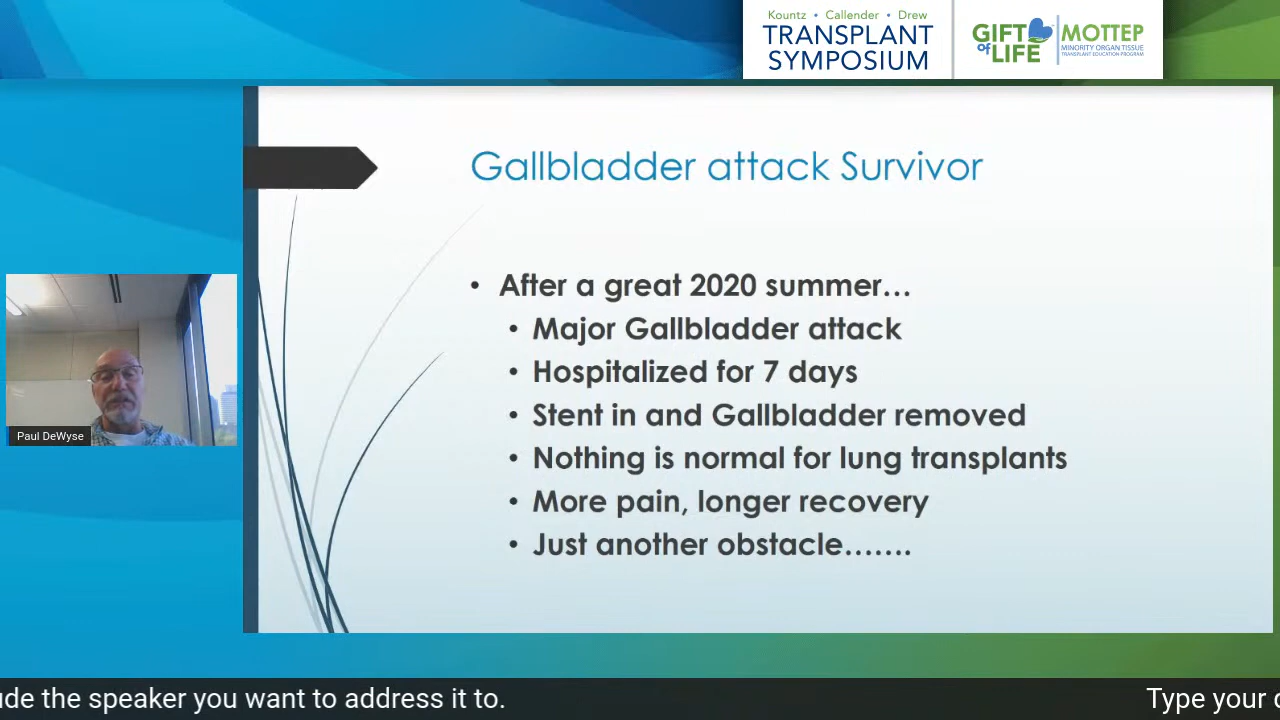 Kountz • Callender • Drew
TRANSPLANT
SYMPOSIUM
GIFT
of LIFE
MOTTEP
MINORITY ORGAN TISSUE
TRANSPLANT EDUCATION PROGRAM
Gallbladder attack Survivor
• After a great 2020 summer…
• Major Gallbladder attack
• Hospitalized for 7 days
• Stent in and Gallbladder removed
• Nothing is normal for lung transplants
• More pain, longer recovery
• Just another obstacle…….
Paul DeWyse
de the speaker you want to address it to.
Type your